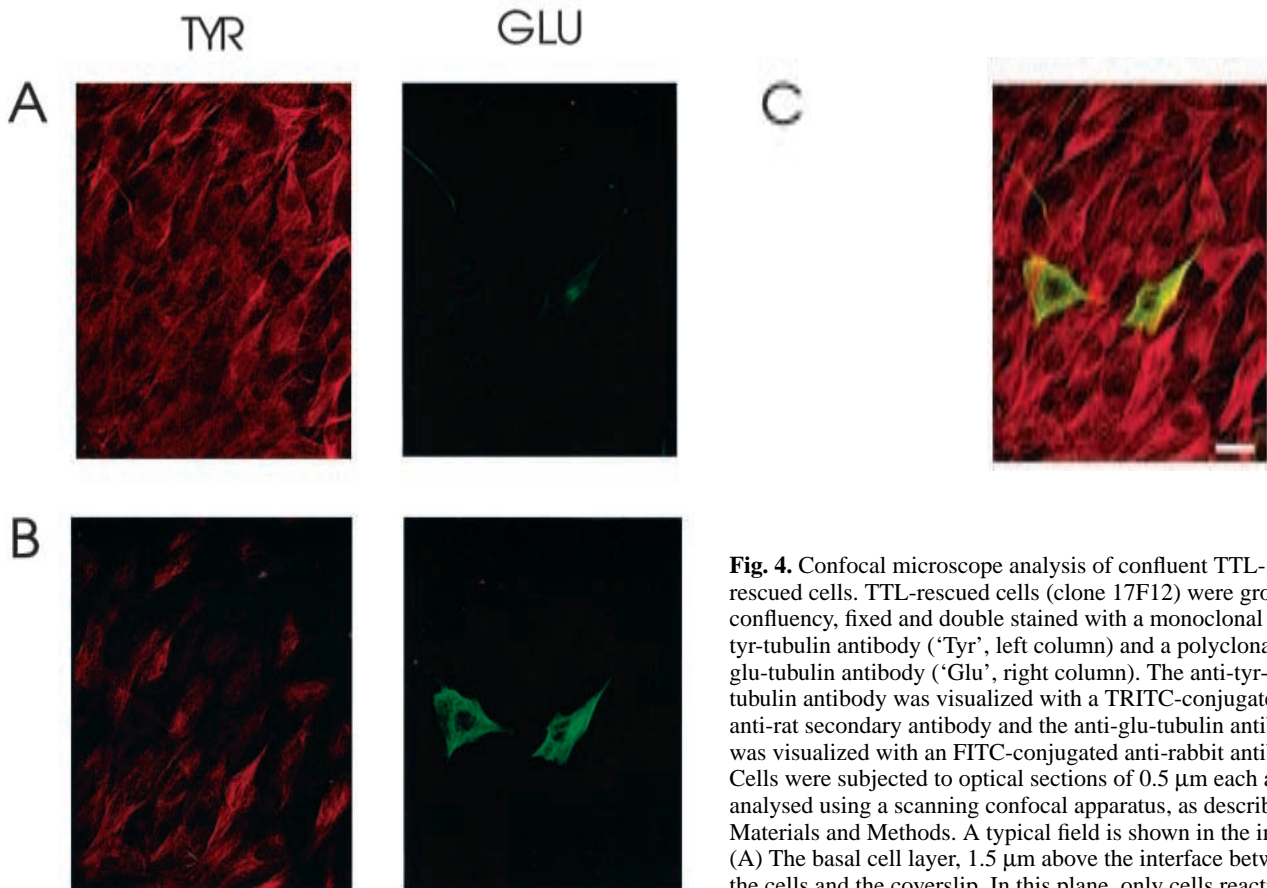 TYR GLU
A
C
B
Fig. 4. Confocal microscope analysis of confluent TTL-
rescued cells. TTL-rescued cells (clone 17F12) were
confluency, fixed and double stained with a monoclonal
tyr-tubulin antibody (‘Tyr’, left column) and a
glu-tubulin antibody (‘Glu’, right column). The anti-tyr-
tubulin antibody was visualized with a
anti-rat secondary antibody and the anti-glu-tubulin
was visualized with an FITC-conjugated anti-rabbit
Cells were subjected to optical sections of 0.5 μm each
analysed using a scanning confocal apparatus, as
Materials and Methods. A typical field is shown in the
(A) The basal cell layer, 1.5 μm above the interface
the cells and the coverslip. In this plane, only cells